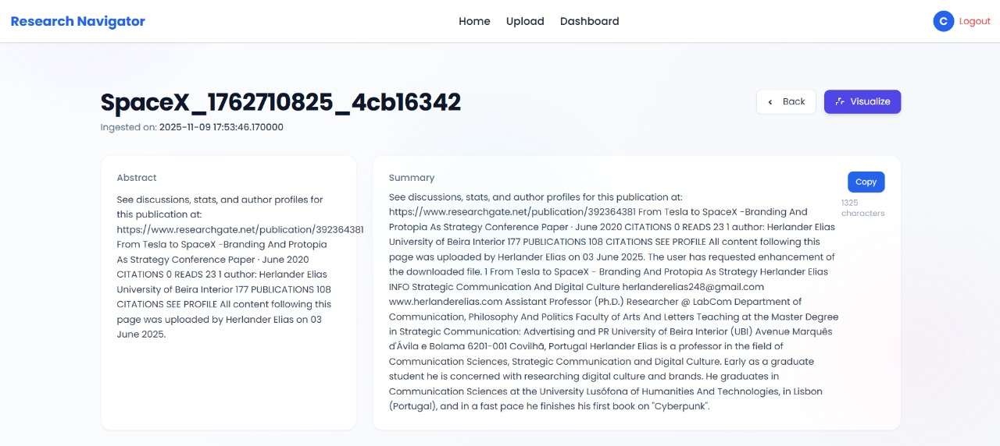 Research Navigator
Home Upload Dashboard
C Logout
SpaceX_1762710825_4cb16342
Ingested on: 2025-11-09 17:53:46.170000
Back
Visualize
Abstract
See discussions, stats, and author profiles for
this publication at:
https://www.researchgate.net/publication/392364381
From Tesla to SpaceX -Branding And Protopia
As Strategy Conference Paper · June 2020
CITATIONS 0 READS 23 1 author: Herlander Elias
University of Beira Interior 177 PUBLICATIONS 108
CITATIONS SEE PROFILE All content following this
page was uploaded by Herlander Elias on 03
June 2025.
Summary
See discussions, stats, and author profiles for this publication at:
https://www.researchgate.net/publication/392364381 From Tesla to SpaceX -Branding And
Protopia As Strategy Conference Paper · June 2020 CITATIONS 0 READS 23 1 author: Herlander Elias
University of Beira Interior 177 PUBLICATIONS 108 CITATIONS SEE PROFILE All content following this
page was uploaded by Herlander Elias on 03 June 2025. The user has requested enhancement of
the downloaded file. 1 From Tesla to SpaceX - Branding And Protopia As Strategy Herlander Elias
INFO Strategic Communication And Digital Culture herlanderelias248@gmail.com
www.herlanderelias.com Assistant Professor (Ph.D.) Researcher @ LabCom Department of
Communication, Philosophy And Politics Faculty of Arts And Letters Teaching at the Master Degree
in Strategic Communication: Advertising and PR University of Beira Interior (UBI) Avenue Marquês
d'Ávila e Bolama 6201-001 Covilhã, Portugal Herlander Elias is a professor in the field of
Communication Sciences, Strategic Communication and Digital Culture. Early as a graduate
student he is concerned with researching digital culture and brands. He graduates in
Communication Sciences at the University Lusófona of Humanities And Technologies, in Lisbon
(Portugal), and in a fast pace he finishes his first book on "Cyberpunk".
Copy
1325
characters